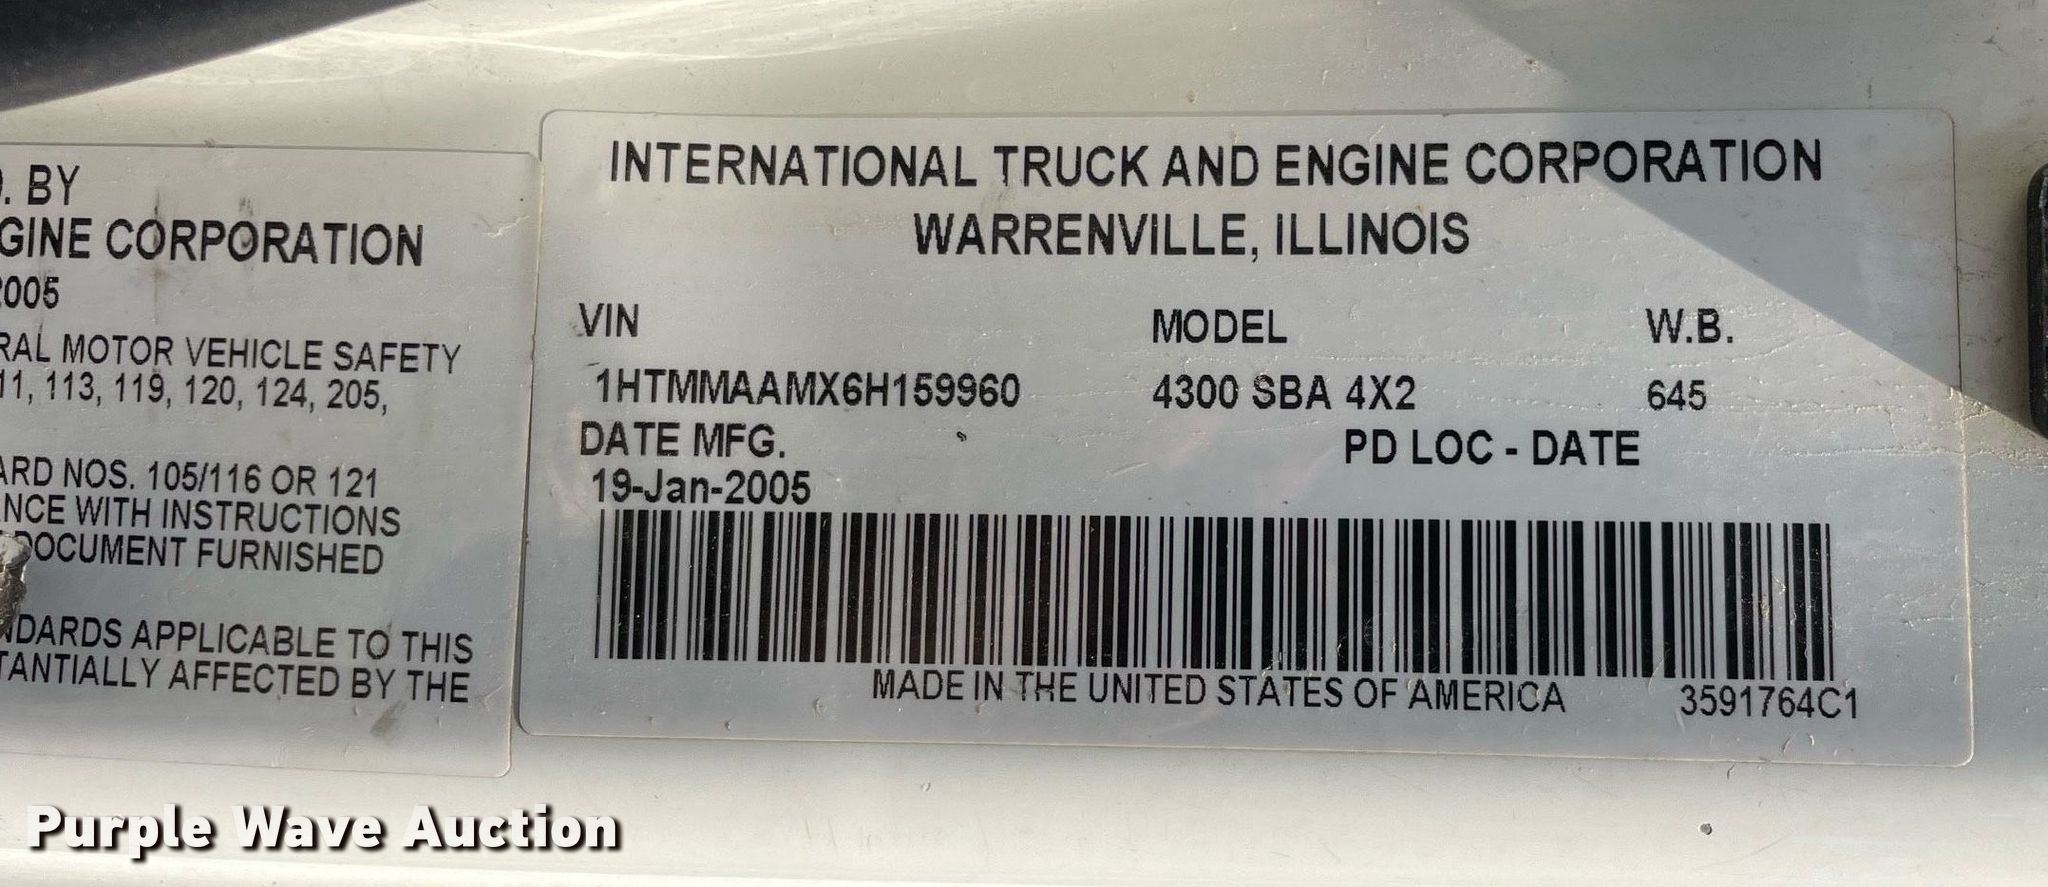 . BY
GINE CORPORATION
2005
RAL MOTOR VEHICLE SAFETY
11, 113, 119, 120, 124, 205,
ARD NOS. 105/116 OR 121
NCE WITH INSTRUCTIONS
DOCUMENT FURNISHED
NDARDS APPLICABLE TO THIS
TANTIALLY AFFECTED BY THE
INTERNATIONAL TRUCK AND ENGINE CORPORATION
WARRENVILLE, ILLINOIS
VIN MODEL W.B.
1HTMMAAMX6H159960 4300 SBA 4X2 645
DATE MFG. PD LOC - DATE
19-Jan-2005
MADE IN THE UNITED STATES OF AMERICA 3591764C1
Purple Wave Auction